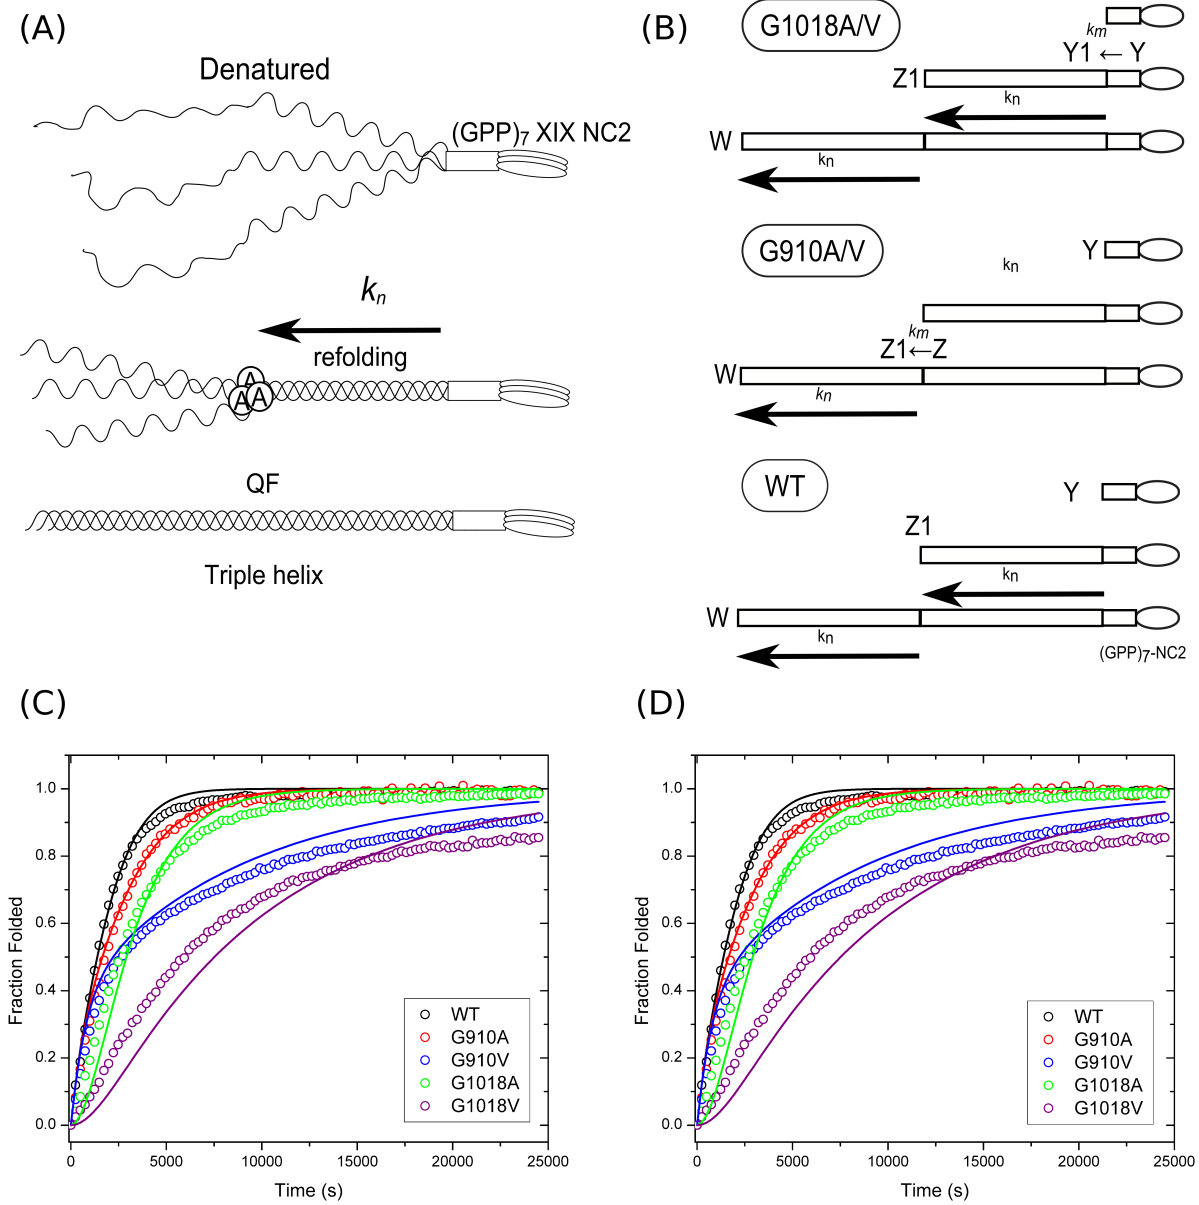 (A)
Denatured
(GPP)7 XIX NC2
kn
refolding
A
A A
QF
Triple helix
(B)
G1018A/V
km
Y1 ← Y
Z1
kn
W
kn
G910A/V
Y
kn
km
Z1←Z
W
kn
WT
Y
Z1
kn
W
kn
(GPP)7-NC2
(C)
Fraction Folded
1.0
0.8
0.6
0.4
0.2
0.0
WT
G910A
G910V
G1018A
G1018V
0 5000 10000 15000 20000 25000
Time (s)
(D)
Fraction Folded
1.0
0.8
0.6
0.4
0.2
0.0
WT
G910A
G910V
G1018A
G1018V
0 5000 10000 15000 20000 25000
Time (s)